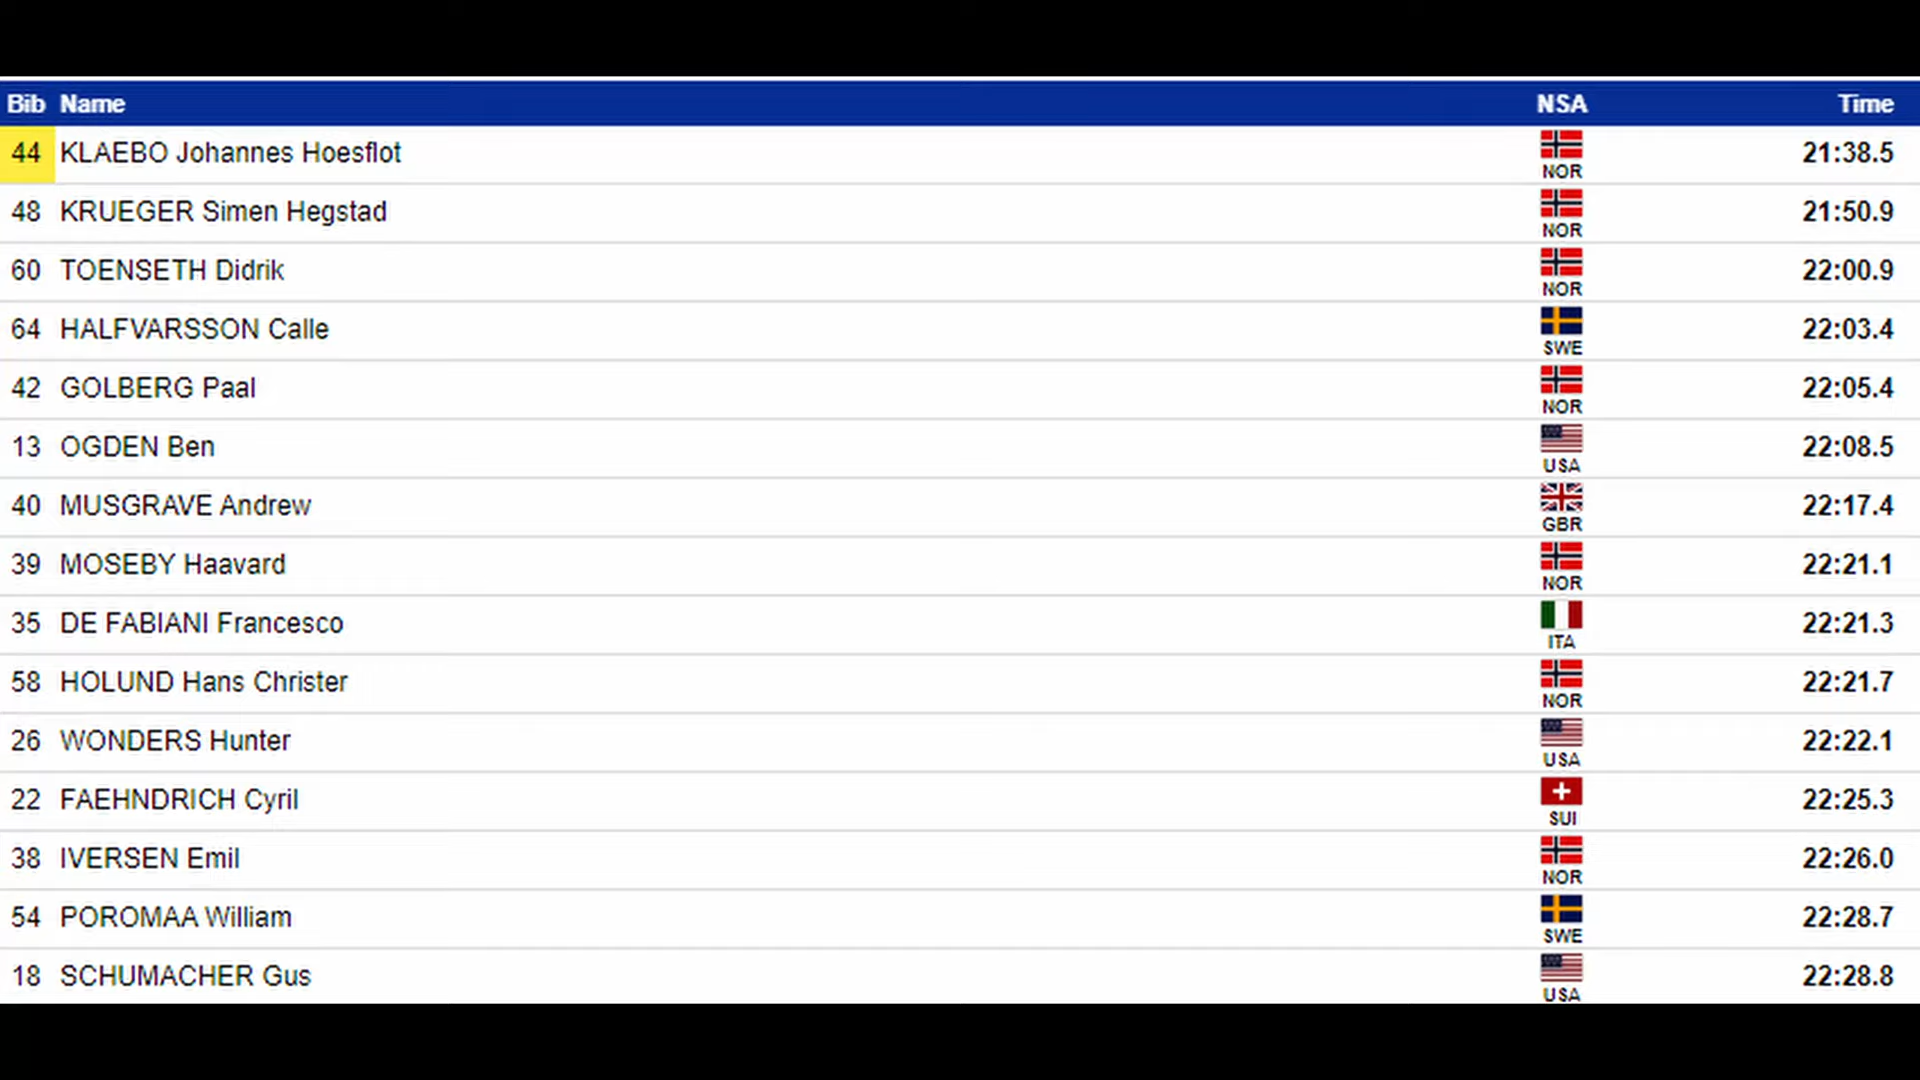 Bib Name NSA Time
44 KLAEBO Johannes Hoesflot NOR 21:38.5
48 KRUEGER Simen Hegstad NOR 21:50.9
60 TOENSETH Didrik NOR 22:00.9
64 HALFVARSSON Calle SWE 22:03.4
42 GOLBERG Paal NOR 22:05.4
13 OGDEN Ben USA 22:08.5
40 MUSGRAVE Andrew GBR 22:17.4
39 MOSEBY Haavard NOR 22:21.1
35 DE FABIANI Francesco ITA 22:21.3
58 HOLUND Hans Christer NOR 22:21.7
26 WONDERS Hunter USA 22:22.1
22 FAEHNDRICH Cyril SUI 22:25.3
38 IVERSEN Emil NOR 22:26.0
54 POROMAA William SWE 22:28.7
18 SCHUMACHER Gus USA 22:28.8